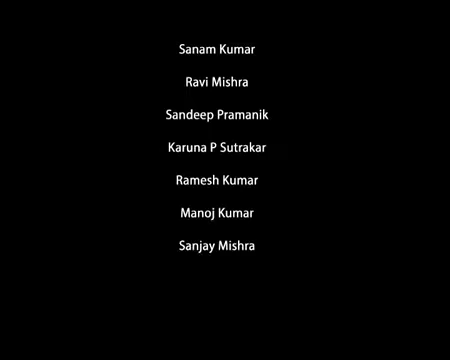 Sanam Kumar
Ravi Mishra
Sandeep Pramanik
Karuna P Sutrakar
Ramesh Kumar
Manoj Kumar
Sanjay Mishra